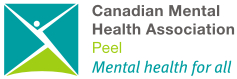 Canadian Mental
Health Association
Peel
Mental health for all